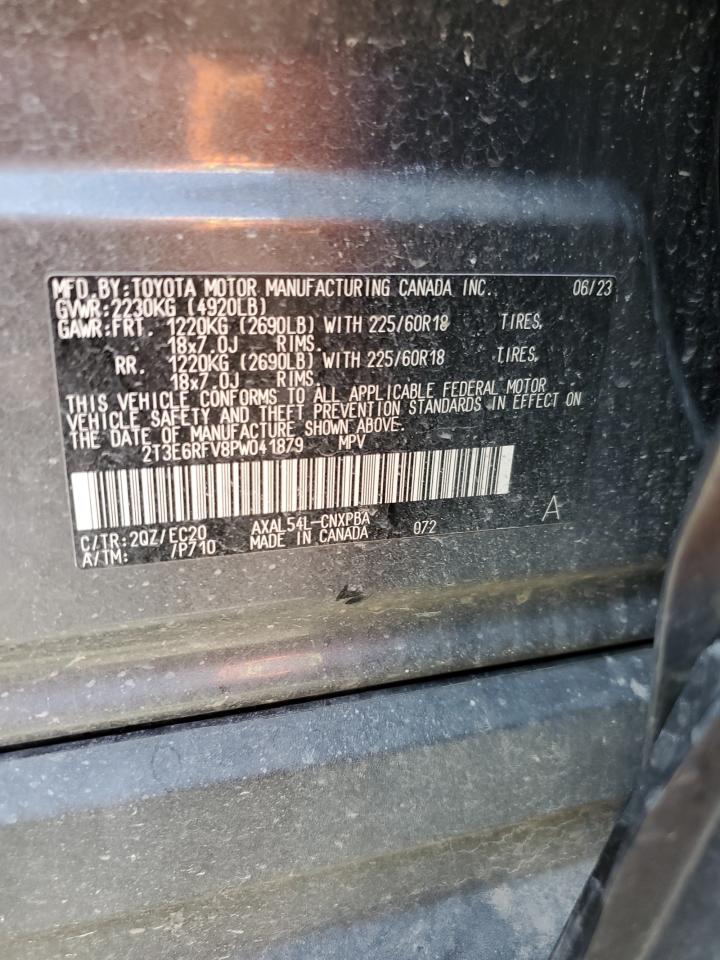 MFD.BY:TOYOTA MOTOR MANUFACTURING CANADA INC. 06/23
GVWR:2230KG (4920LB)
GAWR:FRT. 1220KG (2690LB) WITH 225/60R18 TIRES,
18x7.0J RIMS.
RR. 1220KG (2690LB) WITH 225/60R18 TIRES,
18x7.0J RIMS.
THIS VEHICLE CONFORMS TO ALL APPLICABLE FEDERAL MOTOR
VEHICLE SAFETY AND THEFT PREVENTION STANDARDS IN EFFECT ON
THE DATE OF MANUFACTURE SHOWN ABOVE.
2T3E6RFV8PW041879 MPV
C/TR:2QZ/EC20 AXAL54L-CNXPBA 072 A
A/TM: /P710 MADE IN CANADA